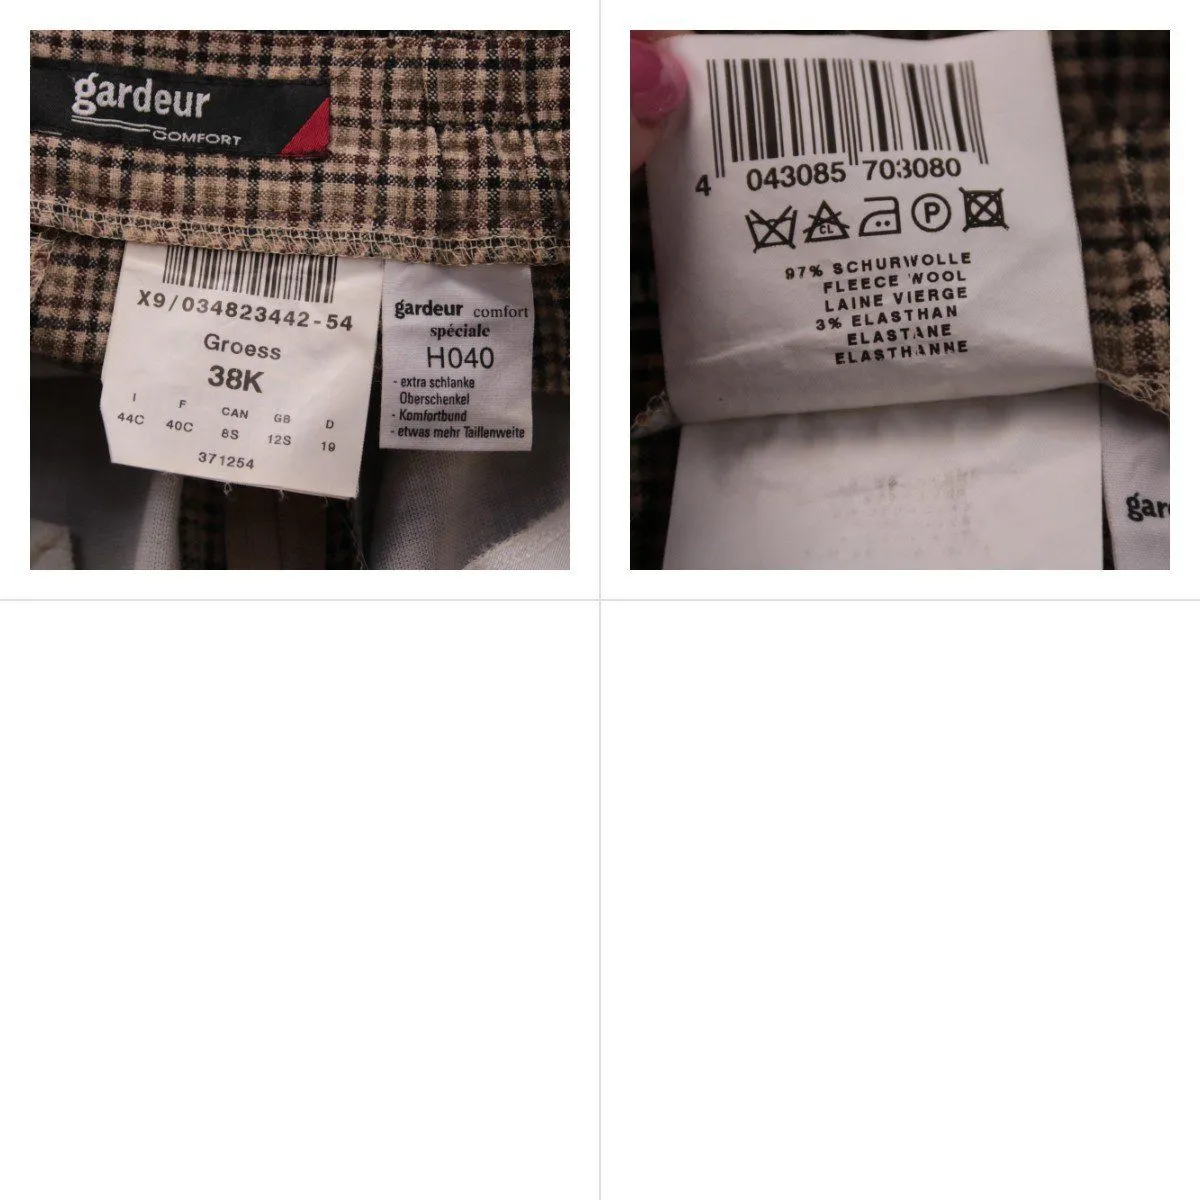 gardeur
COMFORT
X9/034823442-54
Groess
38K
I F CAN GB D
44C 40C 8S 12S 19
371254
gardeur comfort
spéciale
H040
- extra schlanke
Oberschenkel
- Komfortbund
- etwas mehr Taillenweite
4 043085 703080
CL P
97% SCHURWOLLE
FLEECE WOOL
LAINE VIERGE
3% ELASTHAN
ELASTANE
ELASTHANNE
gar